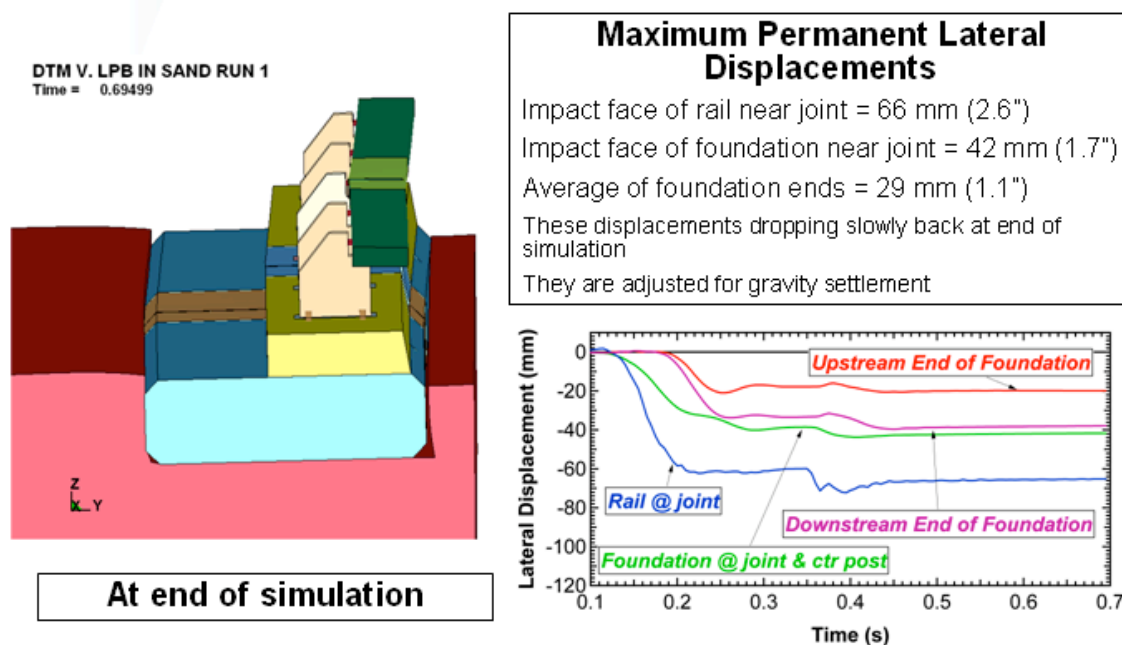 DTM V. LPB IN SAND RUN 1
Time = 0.69499
Z
X Y
At end of simulation
Maximum Permanent Lateral
Displacements
Impact face of rail near joint = 66 mm (2.6")
Impact face of foundation near joint = 42 mm (1.7")
Average of foundation ends = 29 mm (1.1")
These displacements dropping slowly back at end of
simulation
They are adjusted for gravity settlement
Lateral Displacement (mm)
0
-20
-40
-60
-80
-100
-120
Upstream End of Foundation
Rail @ joint
Downstream End of Foundation
Foundation @ joint & ctr post
0.1 0.2 0.3 0.4 0.5 0.6 0.7
Time (s)